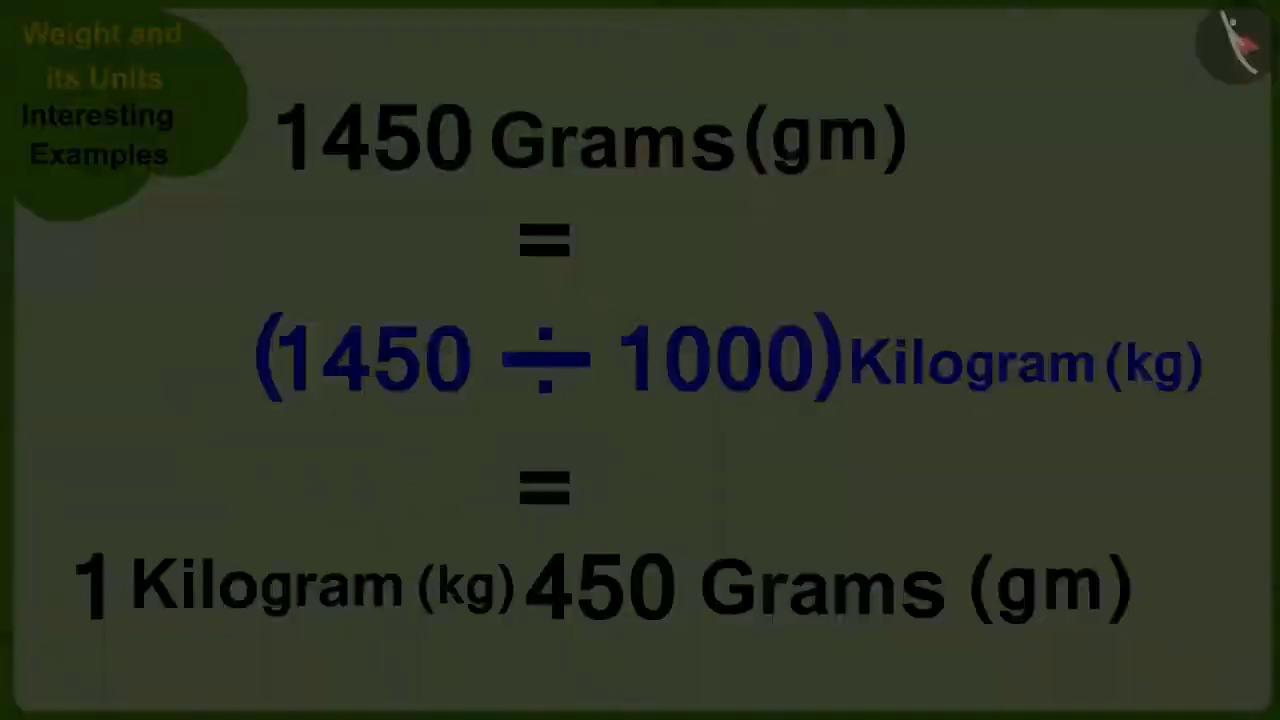 Weight and
its Units
Interesting
Examples
1450 Grams (gm)
=
(1450 ÷ 1000) Kilogram (kg)
=
1 Kilogram (kg) 450 Grams (gm)